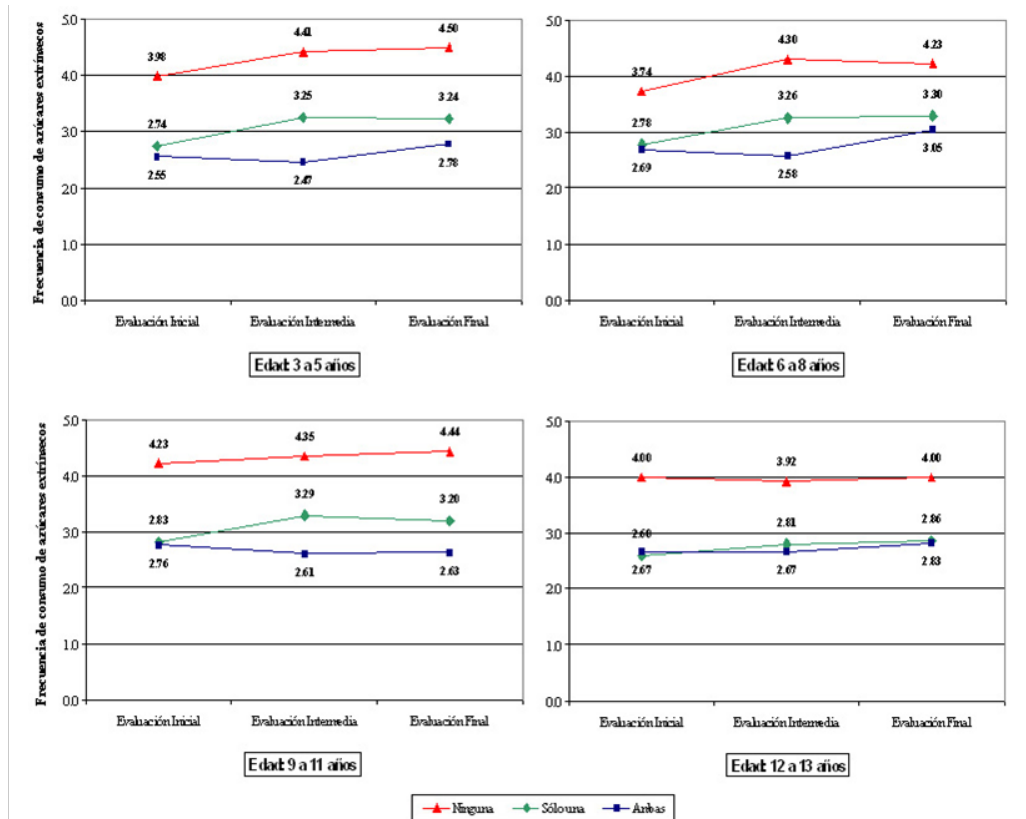 Frecuencia de consumo de azúcares extrínsecos
5.0
4.0
3.0
2.0
1.0
0.0
3.98
4.41
4.50
2.74
3.25
3.24
2.55
2.47
2.78
Evaluación Inicial
Evaluación Intermedia
Evaluación Final
Edad: 3 a 5 años
5.0
4.0
3.0
2.0
1.0
0.0
3.74
4.30
4.23
2.78
3.26
3.30
2.69
2.58
3.05
Evaluación Inicial
Evaluación Intermedia
Evaluación Final
Edad: 6 a 8 años
Frecuencia de consumo de azúcares extrínsecos
5.0
4.0
3.0
2.0
1.0
0.0
4.23
4.35
4.44
2.83
3.29
3.20
2.76
2.61
2.63
Evaluación Inicial
Evaluación Intermedia
Evaluación Final
Edad: 9 a 11 años
5.0
4.0
3.0
2.0
1.0
0.0
4.00
3.92
4.00
2.60
2.81
2.86
2.67
2.67
2.83
Evaluación Inicial
Evaluación Intermedia
Evaluación Final
Edad: 12 a 13 años
Ninguna
Sólo una
Ambas